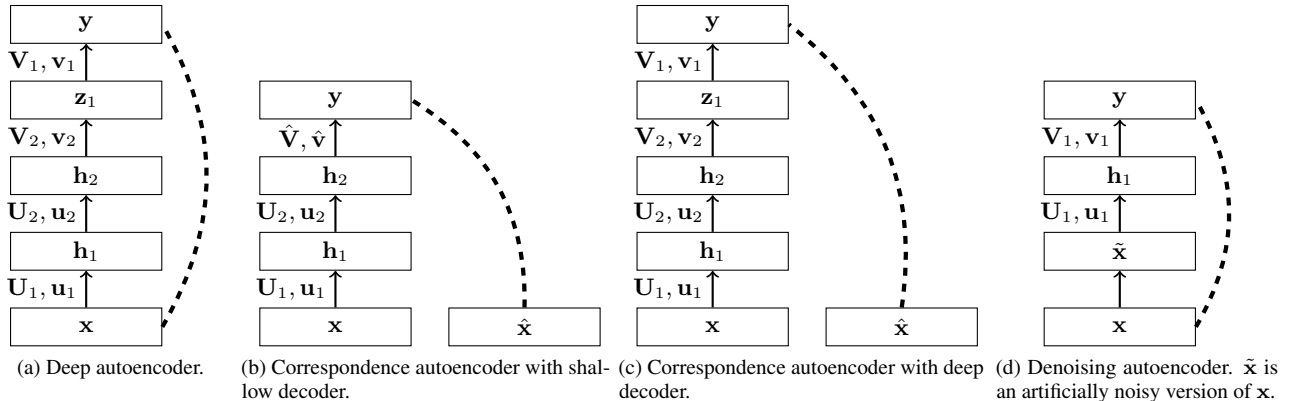 y
V₁, v₁
z₁
V₂, v₂
h₂
U₂, u₂
h₁
U₁, u₁
x
(a) Deep autoencoder.
y
V̂, v̂
h₂
U₂, u₂
h₁
U₁, u₁
x
x̂
(b) Correspondence autoencoder with shal-
low decoder.
y
V₁, v₁
z₁
V₂, v₂
h₂
U₂, u₂
h₁
U₁, u₁
x
x̂
(c) Correspondence autoencoder with deep
decoder.
y
V₁, v₁
h₁
U₁, u₁
x̃
x
(d) Denoising autoencoder. x̃ is
an artificially noisy version of x.